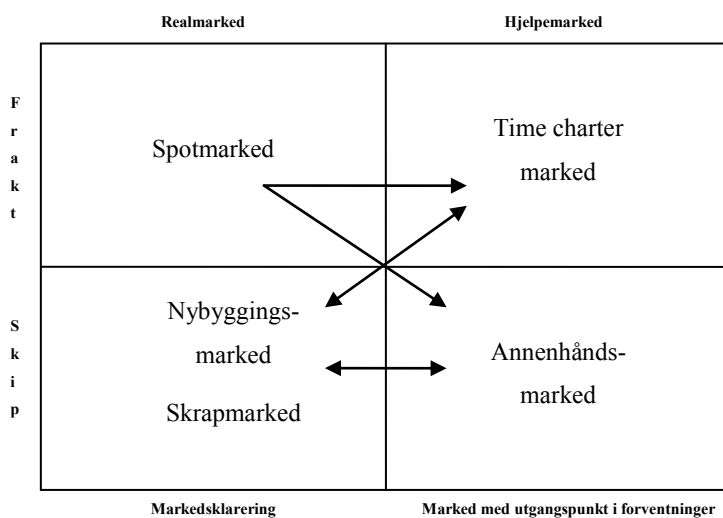 Realmarked
Hjelpemarked
F
r
a
k
t
Spotmarked
Time charter
marked
S
k
i
p
Nybyggings-
marked
Skrapmarked
Annenhånds-
marked
Markedsklarering
Marked med utgangspunkt i forventninger